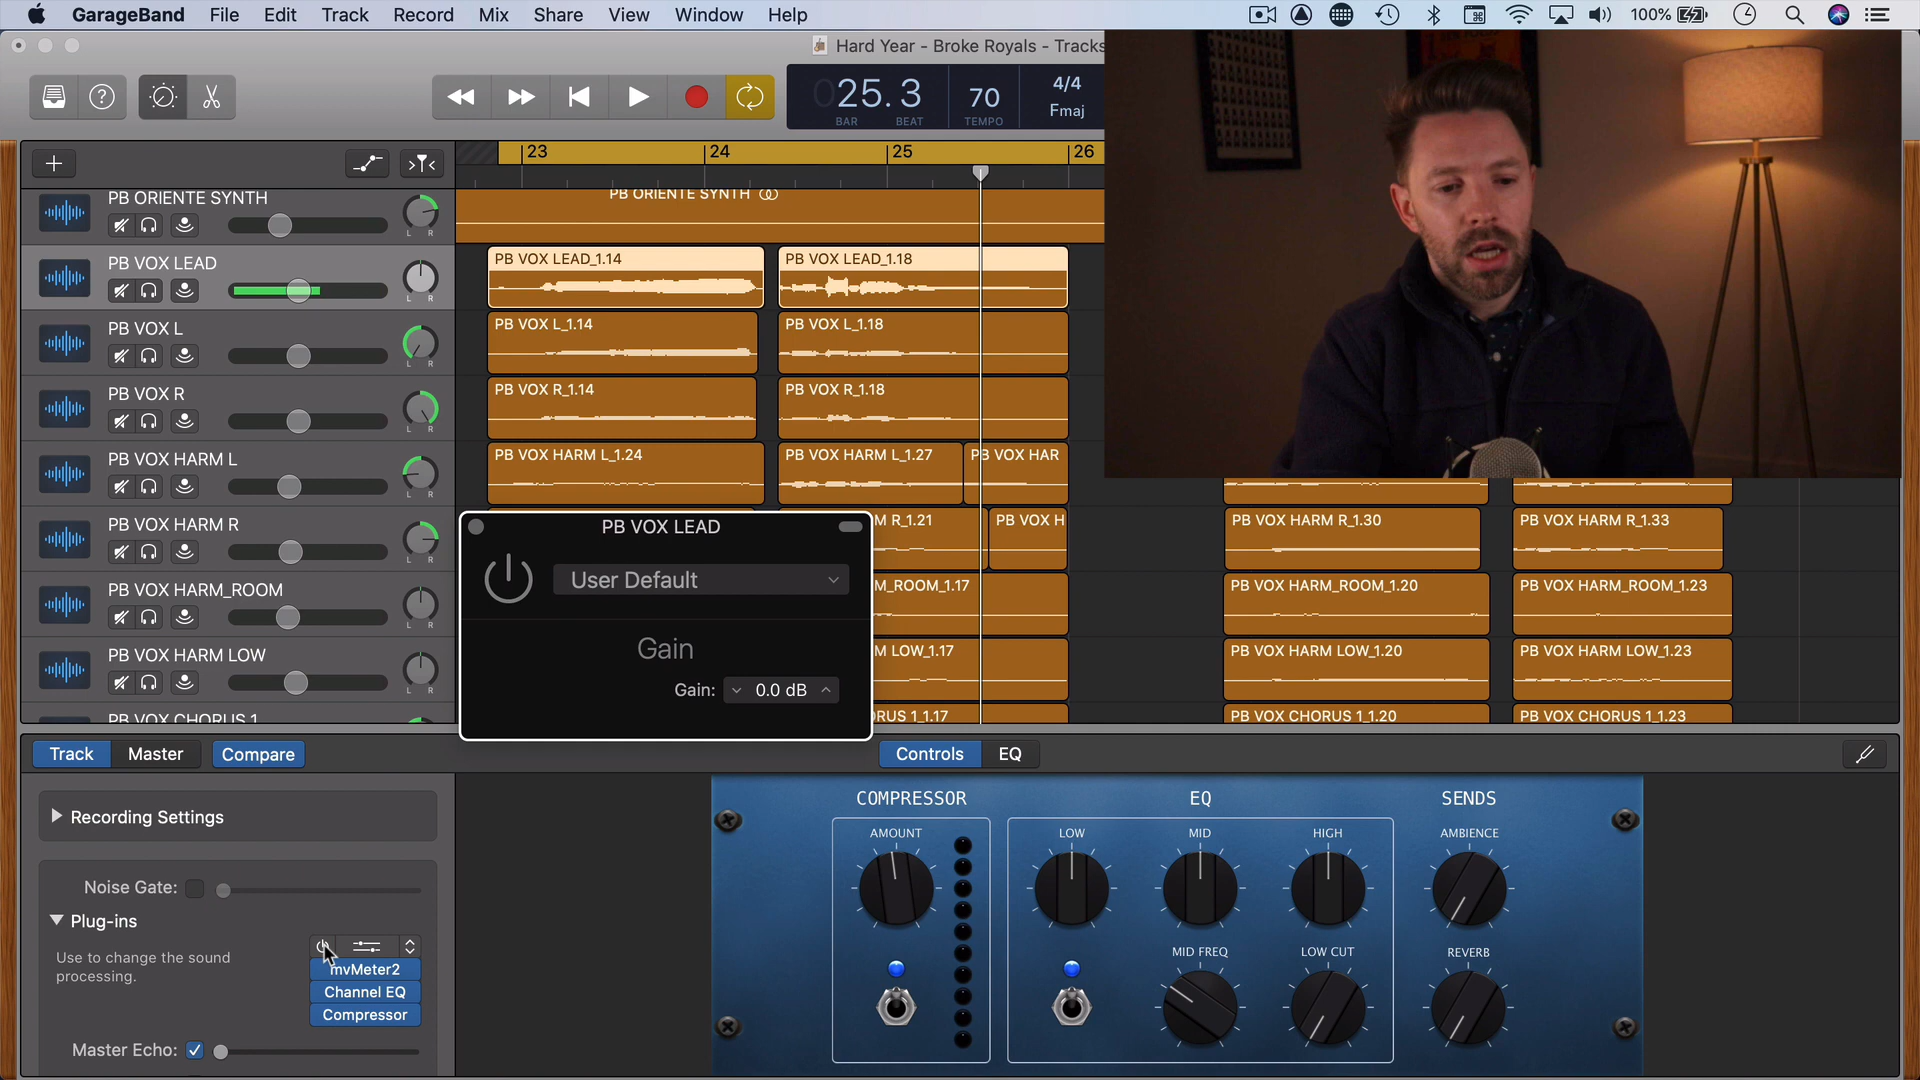 GarageBand File Edit Track Record Mix Share View Window Help
100%
Hard Year - Broke Royals - Tracks
025.3
BAR BEAT
70
TEMPO
4/4
Fmaj
23 24 25 26
PB ORIENTE SYNTH
L R
PB ORIENTE SYNTH
PB VOX LEAD
L R
PB VOX LEAD_1.14
PB VOX LEAD_1.18
PB VOX L
L R
PB VOX L_1.14
PB VOX L_1.18
PB VOX R
L R
PB VOX R_1.14
PB VOX R_1.18
PB VOX HARM L
L R
PB VOX HARM L_1.24
PB VOX HARM L_1.27
PB VOX HAR
PB VOX HARM R
L R
M R_1.21
PB VOX H
PB VOX HARM R_1.30
PB VOX HARM R_1.33
PB VOX HARM_ROOM
L R
M_ROOM_1.17
PB VOX HARM_ROOM_1.20
PB VOX HARM_ROOM_1.23
PB VOX HARM LOW
L R
M LOW_1.17
PB VOX HARM LOW_1.20
PB VOX HARM LOW_1.23
PB VOX CHORUS 1
RUS 1_1.17
PB VOX CHORUS 1_1.20
PB VOX CHORUS 1_1.23
PB VOX LEAD
User Default
Gain
Gain: 0.0 dB
Track Master Compare
Controls EQ
Recording Settings
Noise Gate:
Plug-ins
Use to change the sound
processing.
mvMeter2
Channel EQ
Compressor
Master Echo:
COMPRESSOR
AMOUNT
EQ
LOW MID HIGH
MID FREQ LOW CUT
SENDS
AMBIENCE
REVERB